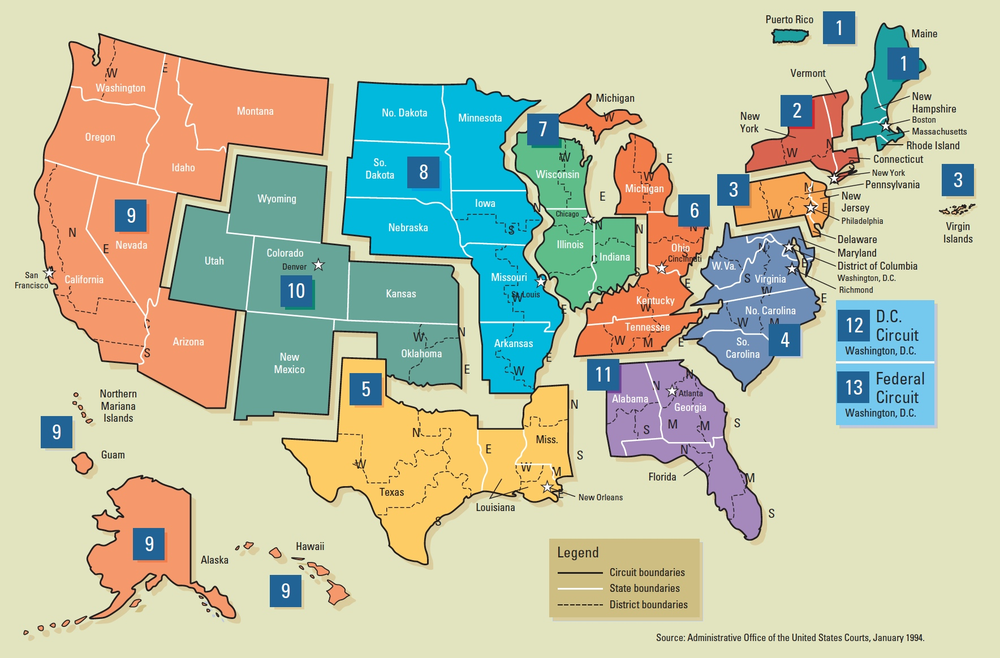 Puerto Rico
1
Maine
1
Vermont
New
Hampshire
Boston
Massachusetts
Rhode Island
Connecticut
New York
2
New
York
W
N
S
3
Pennsylvania
New
Jersey
Philadelphia
M
W
E
3
Virgin
Islands
Delaware
Maryland
District of Columbia
Washington, D.C.
Richmond
W
Washington
E
Montana
Oregon
Idaho
9
Nevada
N
E
California
San
Francisco
C
S
Arizona
No. Dakota
Minnesota
So.
Dakota
8
Iowa
N
S
Nebraska
Missouri
St. Louis
W
E
Arkansas
E
W
Wyoming
Utah
Colorado
Denver
10
Kansas
New
Mexico
W
N
Oklahoma
E
7
W
Wisconsin
E
Chicago
N
Illinois
S
Indiana
N
S
Michigan
W
E
W
Michigan
6
N
Ohio
S
Cincinnati
E
Kentucky
W
Tennessee
W
M
E
N
W. Va.
S
Virginia
E
W
No. Carolina
E
W
M
So.
Carolina
4
12
D.C.
Circuit
Washington, D.C.
13
Federal
Circuit
Washington, D.C.
5
N
W
Texas
S
E
W
M
E
Louisiana
New Orleans
Miss.
N
S
11
Alabama
N
M
S
N
Atlanta
Georgia
M
S
N
Florida
M
S
Northern
Mariana
Islands
9
Guam
9
Alaska
Hawaii
9
Legend
Circuit boundaries
State boundaries
District boundaries
Source: Administrative Office of the United States Courts, January 1994.